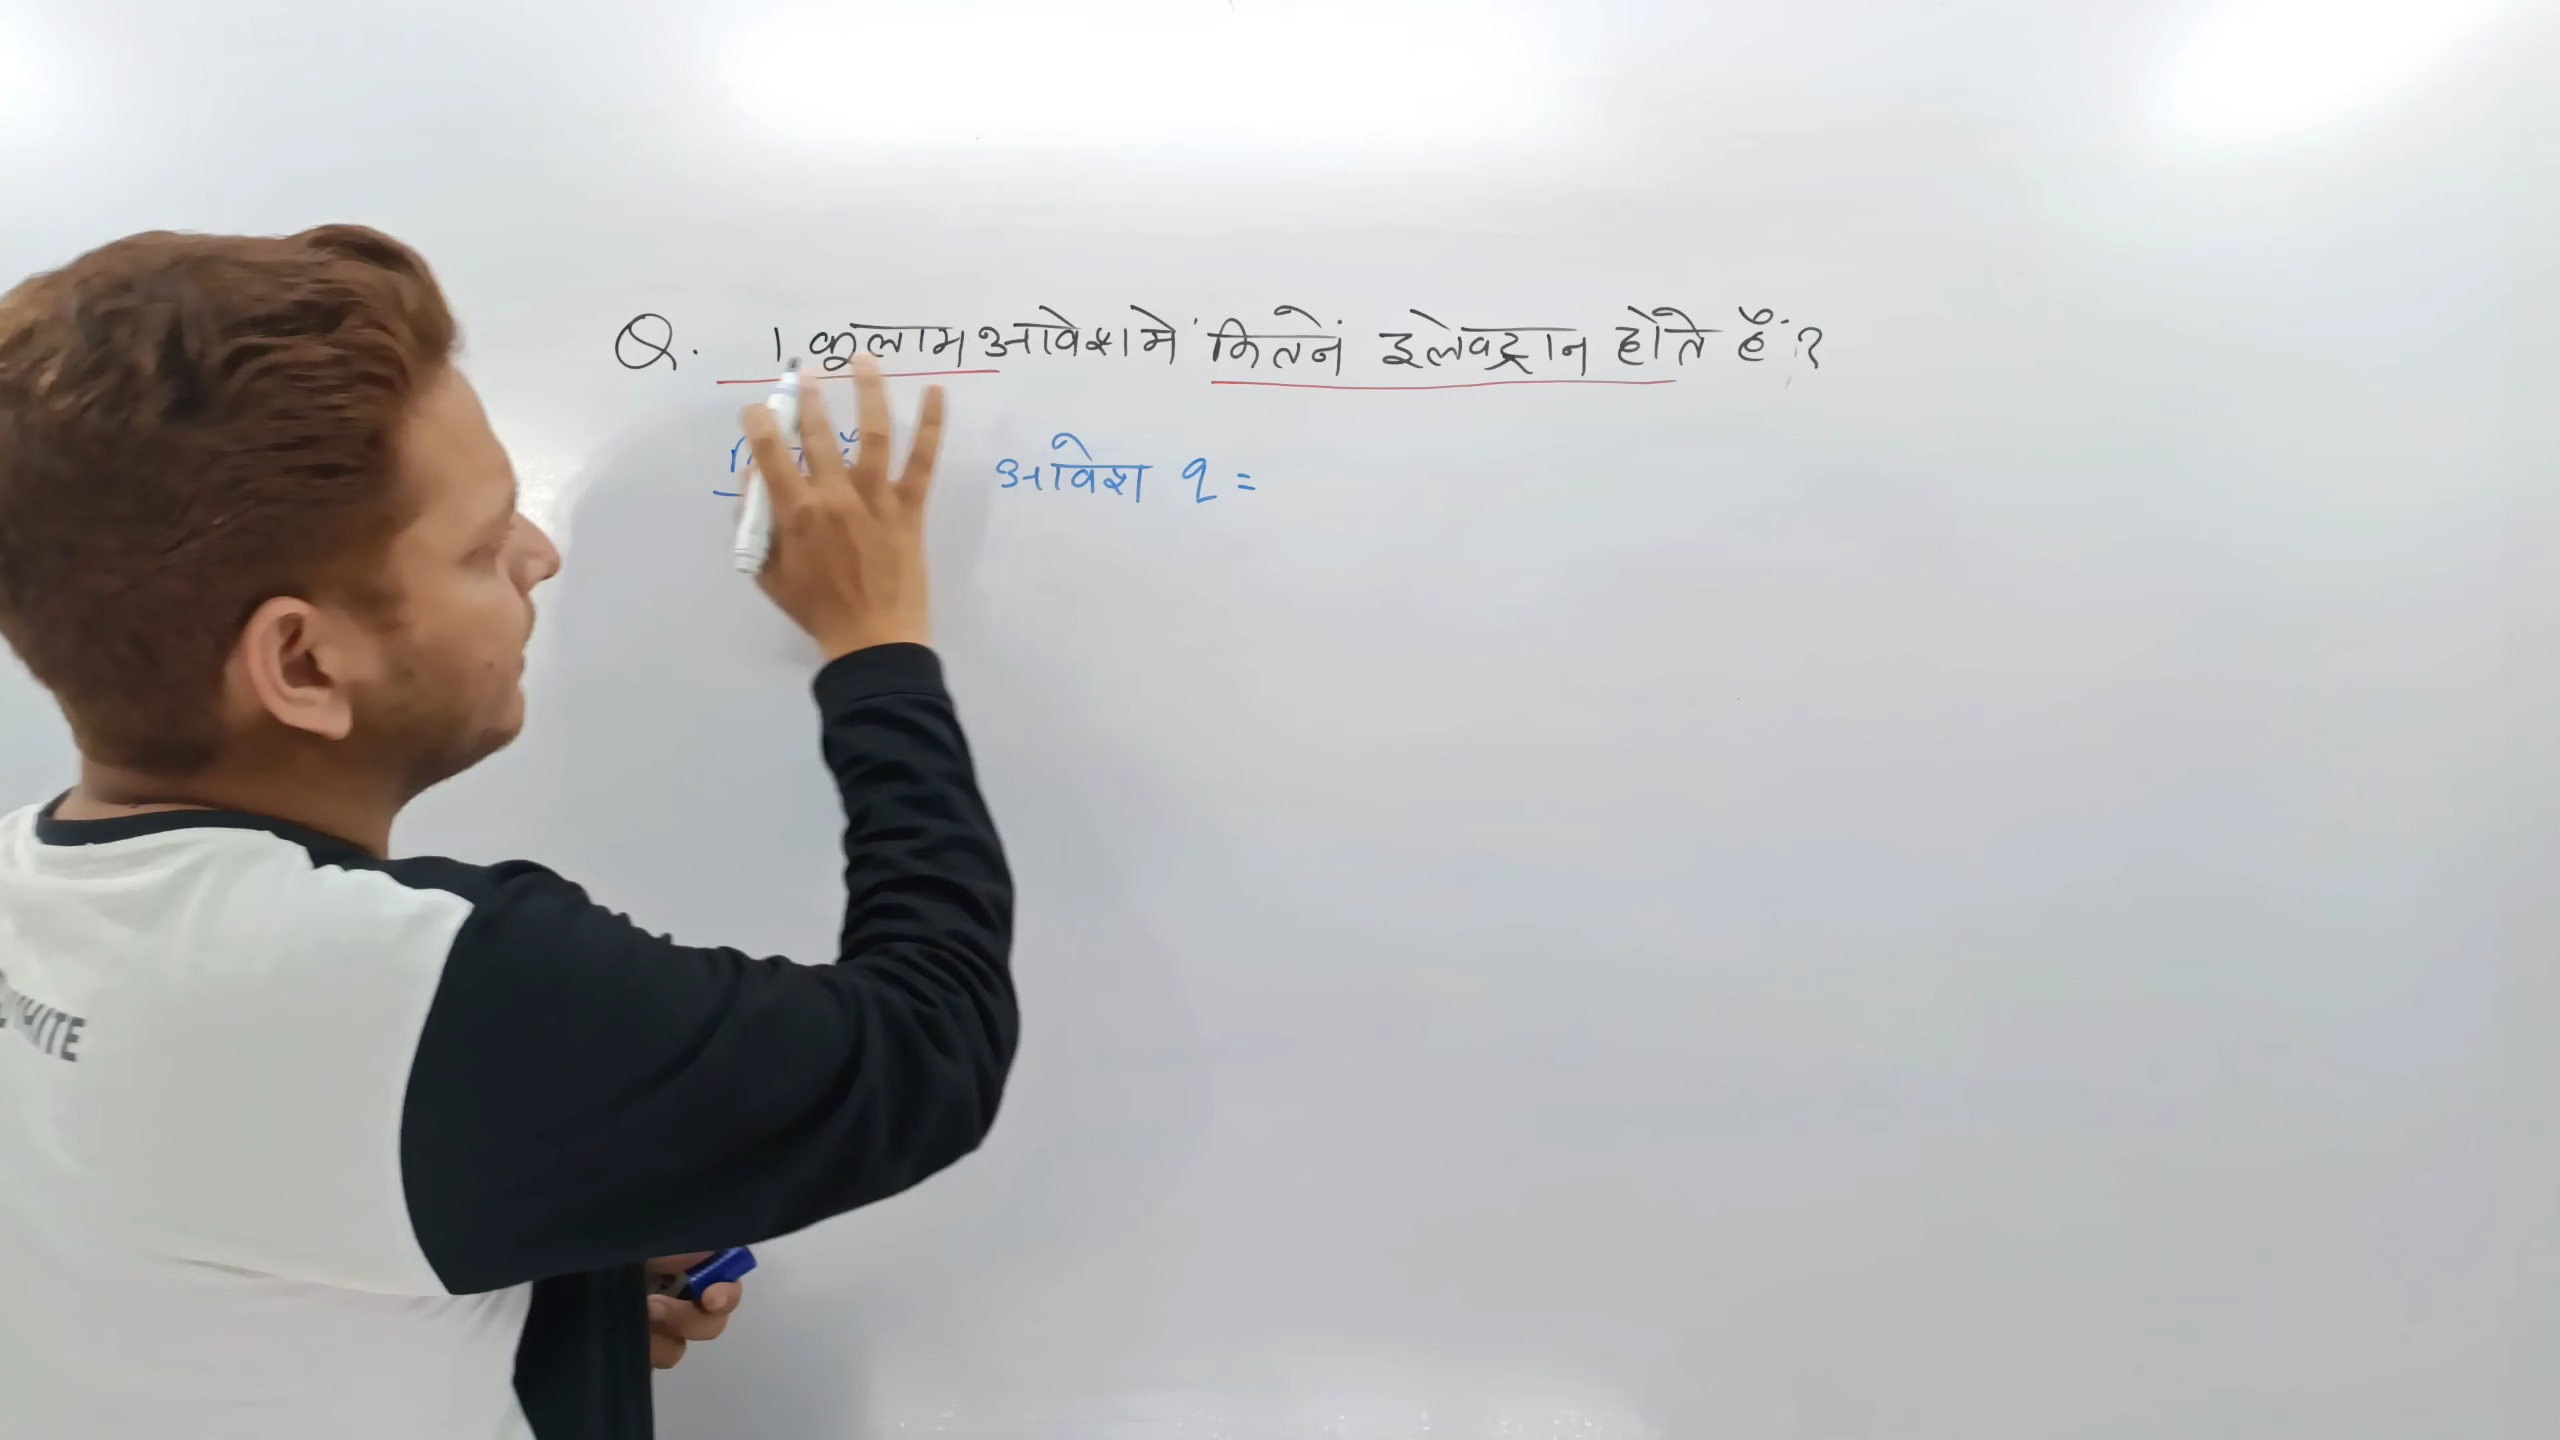 Q. 1 कूलाम आवेश में कितनें इलेक्ट्रान होते हैं ?
आवेश q =